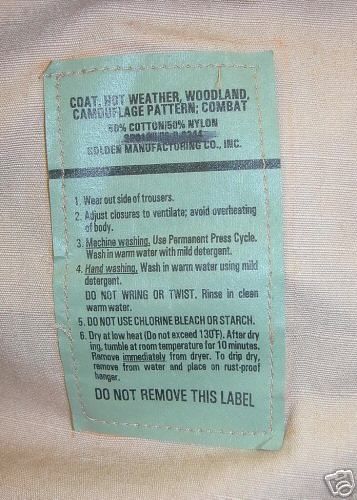 COAT, HOT WEATHER, WOODLAND,
CAMOUFLAGE PATTERN; COMBAT
50% COTTON/50% NYLON
GOLDEN MANUFACTURING CO., INC.
1. Wear out side of trousers.
2. Adjust closures to ventilate; avoid overheating
of body.
3. Machine washing. Use Permanent Press Cycle.
Wash in warm water with mild detergent.
4. Hand washing. Wash in warm water using mild
detergent.
DO NOT WRING OR TWIST. Rinse in clean
warm water.
5. DO NOT USE CHLORINE BLEACH OR STARCH.
6. Dry at low heat (Do not exceed 130°F). After dry
ing, tumble at room temperature for 10 minutes.
Remove immediately from dryer. To drip dry,
remove from water and place on rust-proof
hanger.
DO NOT REMOVE THIS LABEL
ebY